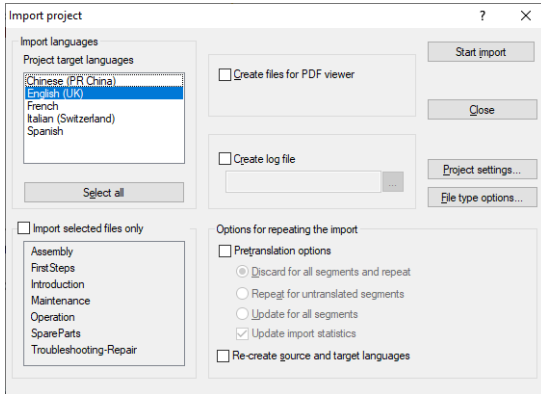 Import project
?
Import languages
Project target languages
Chinese (PR China)
English (UK)
French
Italian (Switzerland)
Spanish
Select all
Create files for PDF viewer
Create log file
...
Start import
Close
Project settings...
File type options...
Import selected files only
Assembly
FirstSteps
Introduction
Maintenance
Operation
SpareParts
Troubleshooting-Repair
Options for repeating the import
Pretranslation options
Discard for all segments and repeat
Repeat for untranslated segments
Update for all segments
Update import statistics
Re-create source and target languages